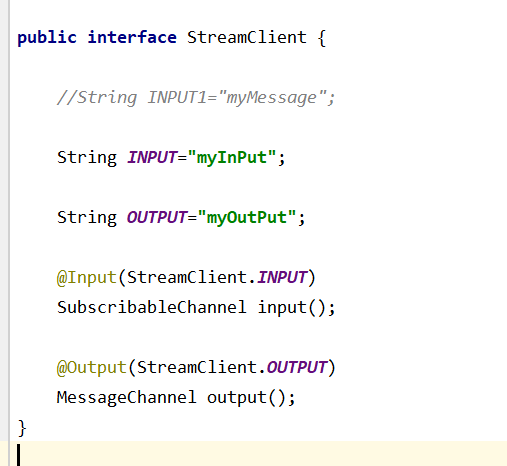 public interface StreamClient {
//String INPUT1="myMessage";
String INPUT="myInPut";
String OUTPUT="myOutPut";
@Input(StreamClient.INPUT)
SubscribableChannel input();
@Output(StreamClient.OUTPUT)
MessageChannel output();
}